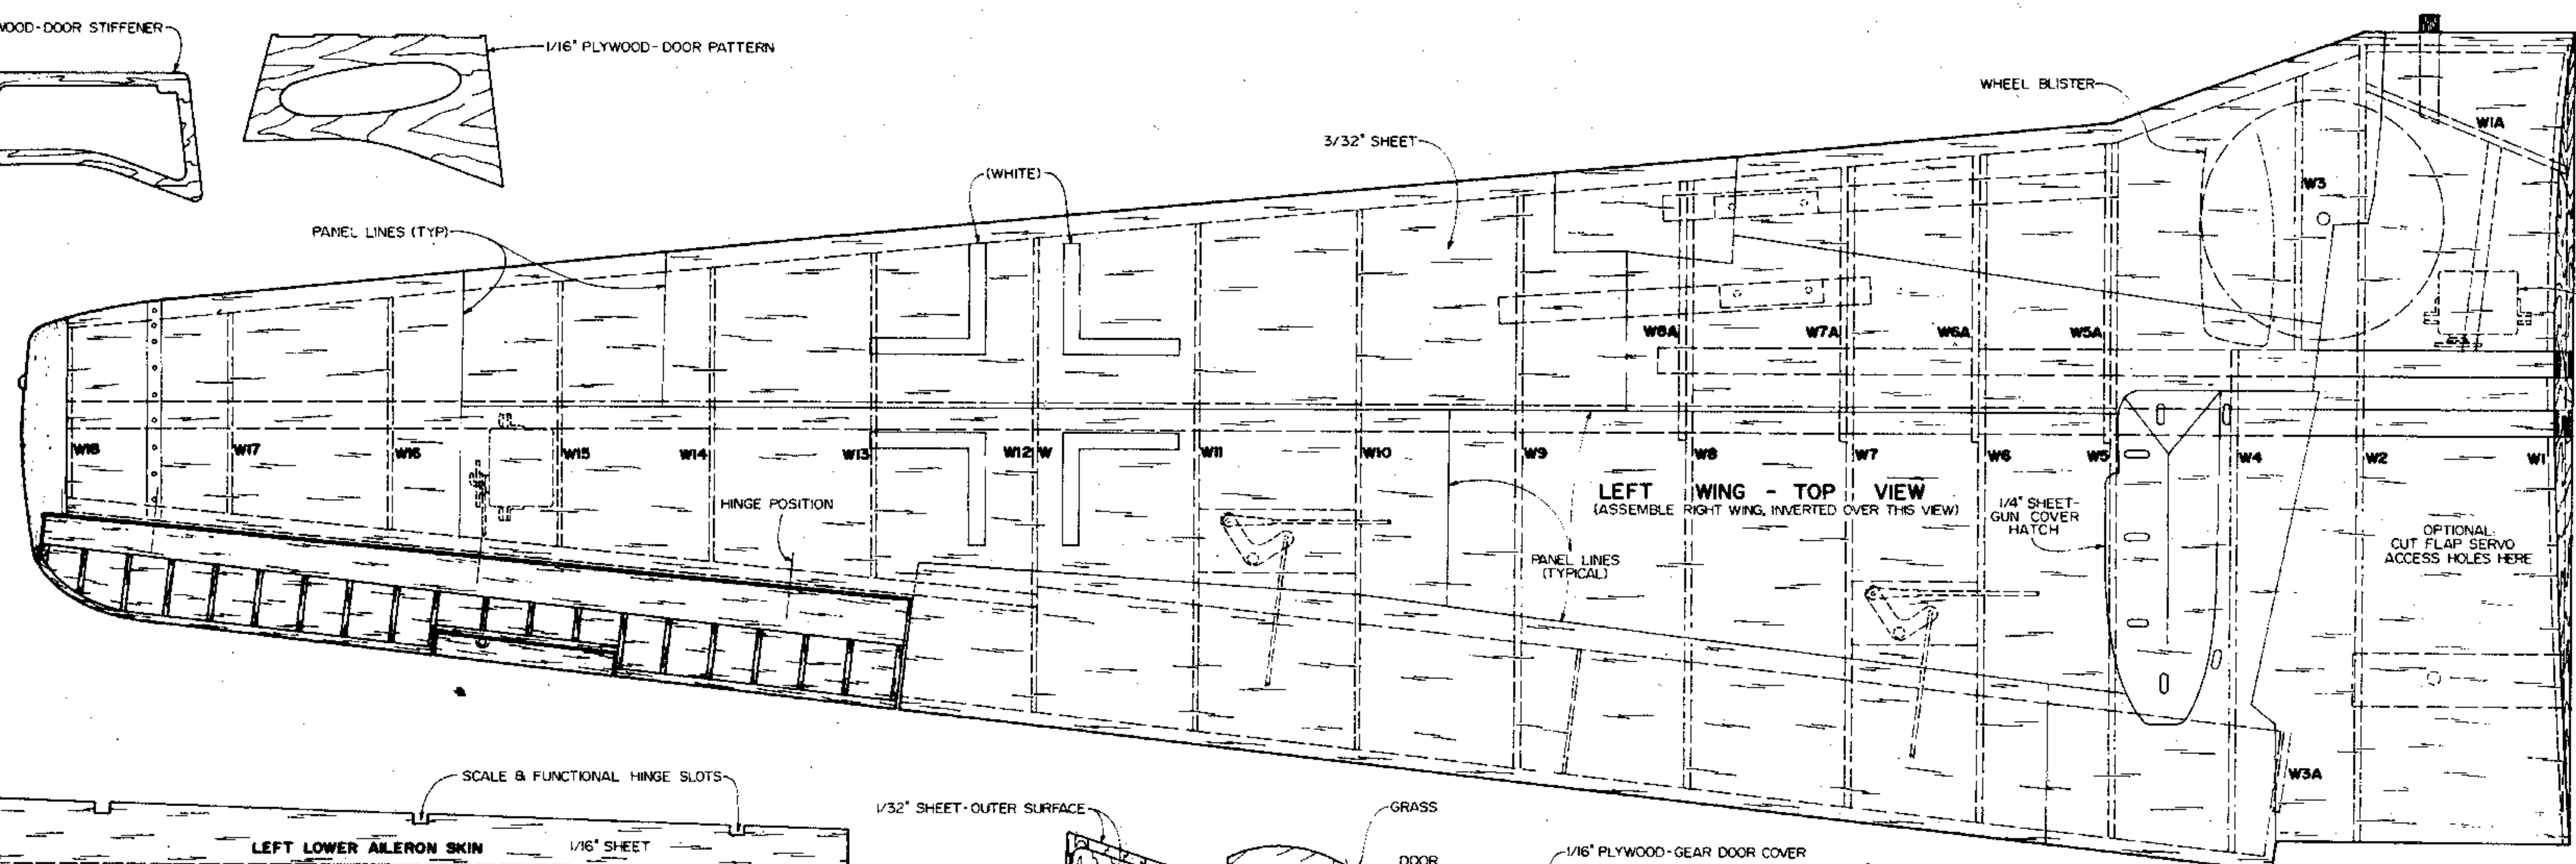 WOOD-DOOR STIFFENER
1/16" PLYWOOD-DOOR PATTERN
WHEEL BLISTER
W1A
3/32" SHEET
(WHITE)
W3
PANEL LINES (TYP)
W8A
W7A
W6A
W5A
W18
W17
W16
W15
W14
W13
W12
W
W11
W10
W9
W8
W7
W6
W5
W4
W2
W1
LEFT WING - TOP VIEW
(ASSEMBLE RIGHT WING, INVERTED OVER THIS VIEW)
HINGE POSITION
1/4" SHEET-
GUN COVER
HATCH
OPTIONAL:
CUT FLAP SERVO
ACCESS HOLES HERE
PANEL LINES
(TYPICAL)
SCALE & FUNCTIONAL HINGE SLOTS
W3A
1/32" SHEET-OUTER SURFACE
GRASS
LEFT LOWER AILERON SKIN
1/16" SHEET
DOOR
1/16" PLYWOOD-GEAR DOOR COVER